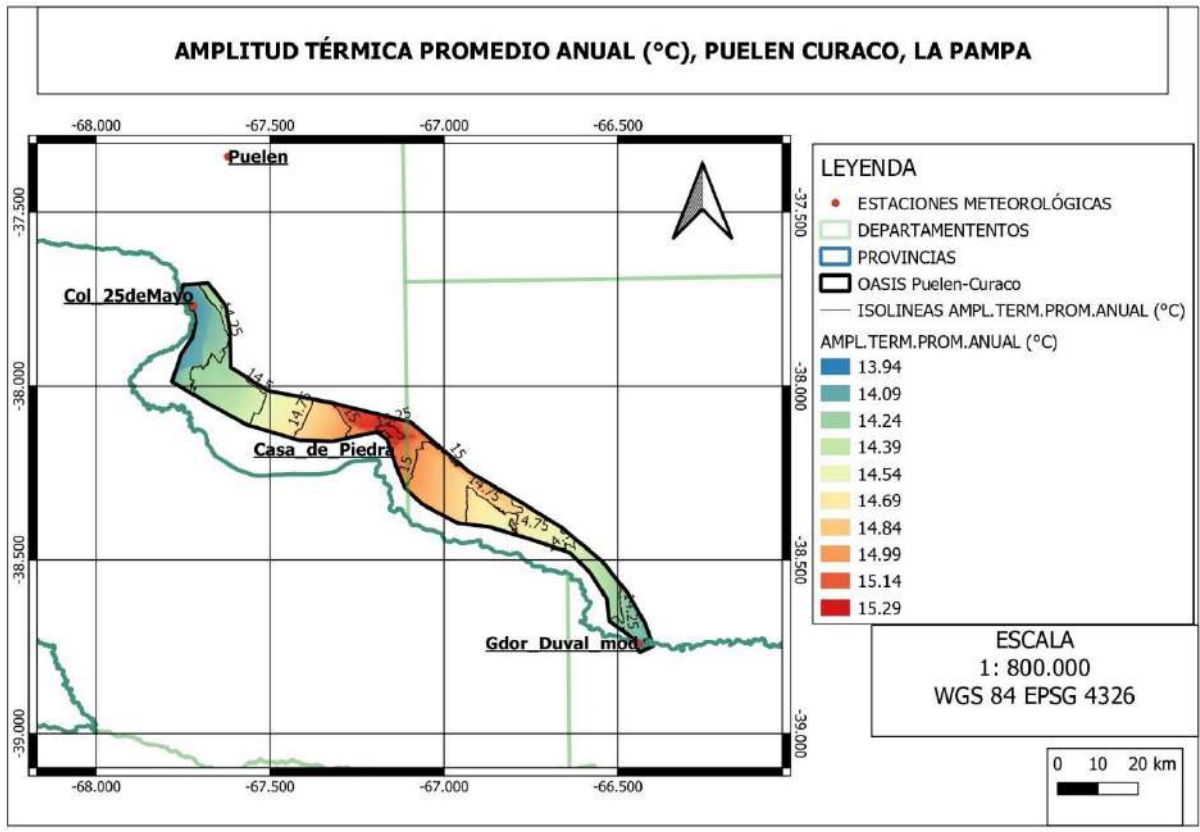 AMPLITUD TÉRMICA PROMEDIO ANUAL (°C), PUELEN CURACO, LA PAMPA
-68.000 -67.500 -67.000 -66.500
Puelen
-37.500 -37.500
Col_25deMayo
14.25
-38.000 -38.000
14.5
14.75
15
15.25
Casa_de_Piedra
15
15
14.75
14.75
-38.500 -38.500
14.25
Gdor_Duval_mod
-39.000 -39.000
-68.000 -67.500 -67.000 -66.500
LEYENDA
ESTACIONES METEOROLÓGICAS
DEPARTAMENTENTOS
PROVINCIAS
OASIS Puelen-Curaco
ISOLINEAS AMPL.TERM.PROM.ANUAL (°C)
AMPL.TERM.PROM.ANUAL (°C)
13.94
14.09
14.24
14.39
14.54
14.69
14.84
14.99
15.14
15.29
ESCALA
1: 800.000
WGS 84 EPSG 4326
0 10 20 km